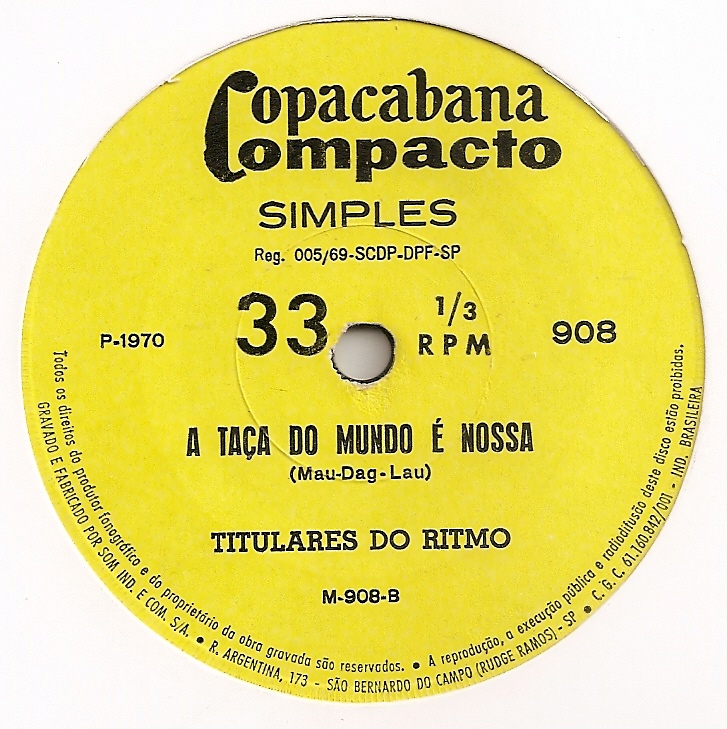 Copacabana
Compacto
SIMPLES
Reg. 005/69-SCDP-DPF-SP
P-1970
33 1/3
RPM
908
A TAÇA DO MUNDO É NOSSA
(Mau-Dag-Lau)
TITULARES DO RITMO
M-908-B
Todos os direitos do produtor fonográfico e do proprietário da obra gravada são reservados. ● A reprodução, a execução pública e radiodifusão deste disco estão proibidas.
GRAVADO E FABRICADO POR SOM IND. E COM. S/A. ● R. ARGENTINA, 173 - SÃO BERNARDO DO CAMPO (RUDGE RAMOS) - SP ● C. G. C. 61.160.842/001 - IND. BRASILEIRA